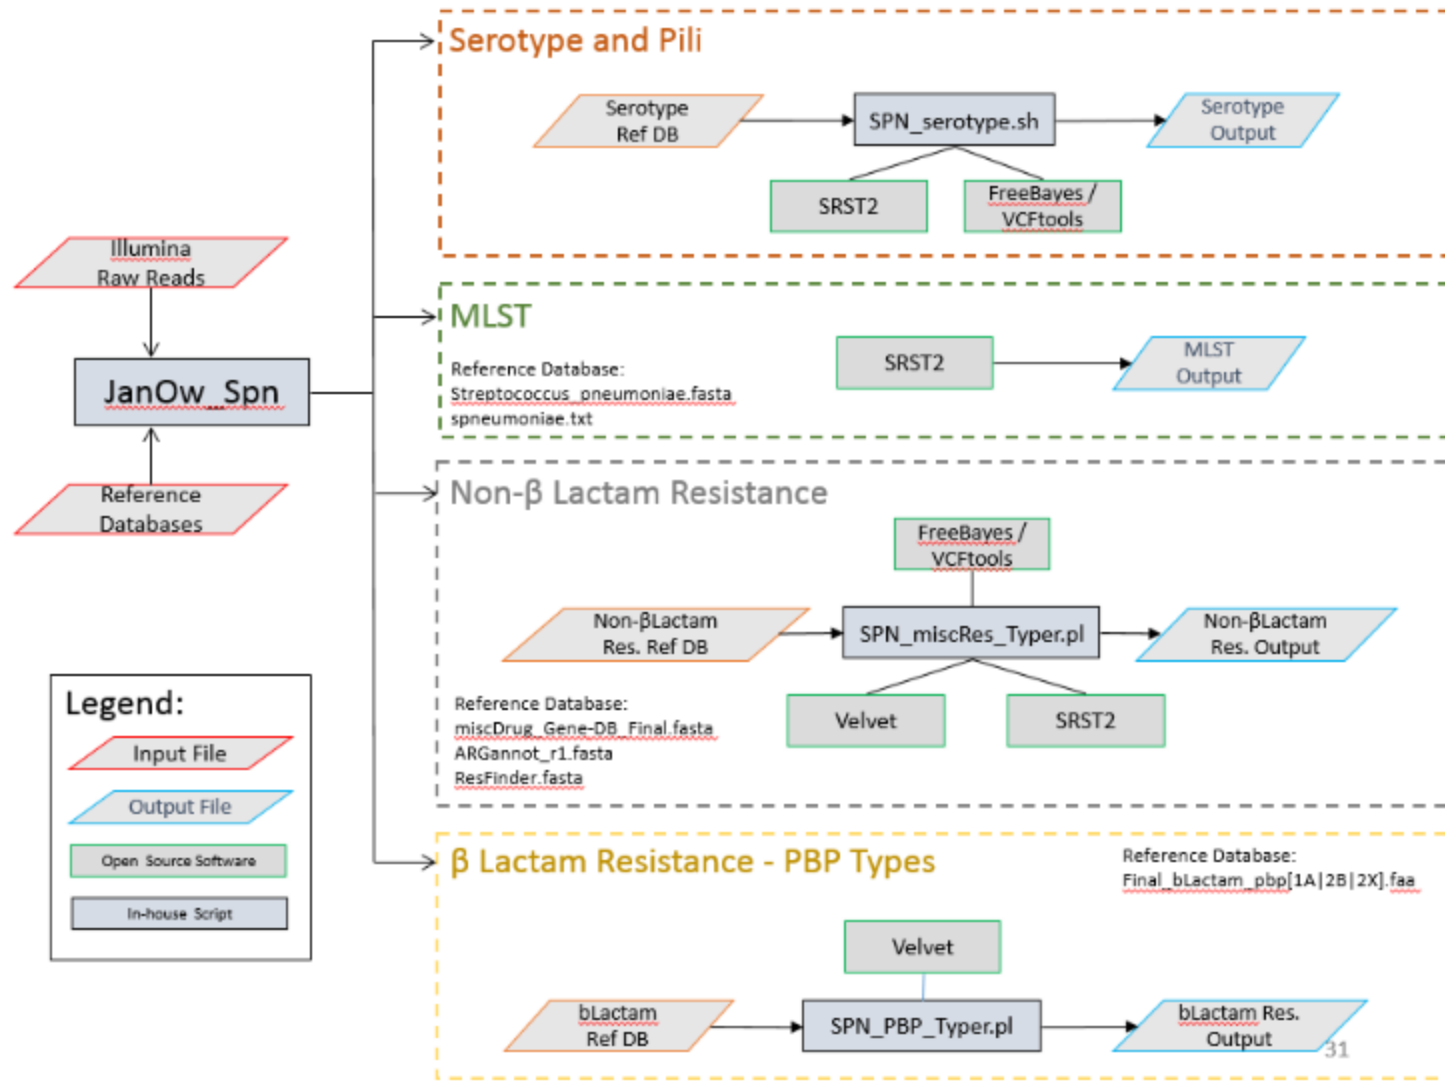 Serotype and Pili
Serotype
Ref DB
SPN_serotype.sh
Serotype
Output
SRST2
FreeBayes /
VCFtools
Illumina
Raw Reads
JanOw_Spn
Reference
Databases
MLST
Reference Database:
Streptococcus_pneumoniae.fasta
spneumoniae.txt
SRST2
MLST
Output
Non-β Lactam Resistance
FreeBayes /
VCFtools
Non-βLactam
Res. Ref DB
SPN_miscRes_Typer.pl
Non-βLactam
Res. Output
Reference Database:
miscDrug_Gene-DB_Final.fasta
ARGannot_r1.fasta
ResFinder.fasta
Velvet
SRST2
Legend:
Input File
Output File
Open Source Software
In-house Script
β Lactam Resistance - PBP Types
Reference Database:
Final_bLactam_pbp[1A|2B|2X].faa
Velvet
bLactam
Ref DB
SPN_PBP_Typer.pl
bLactam Res.
Output
31